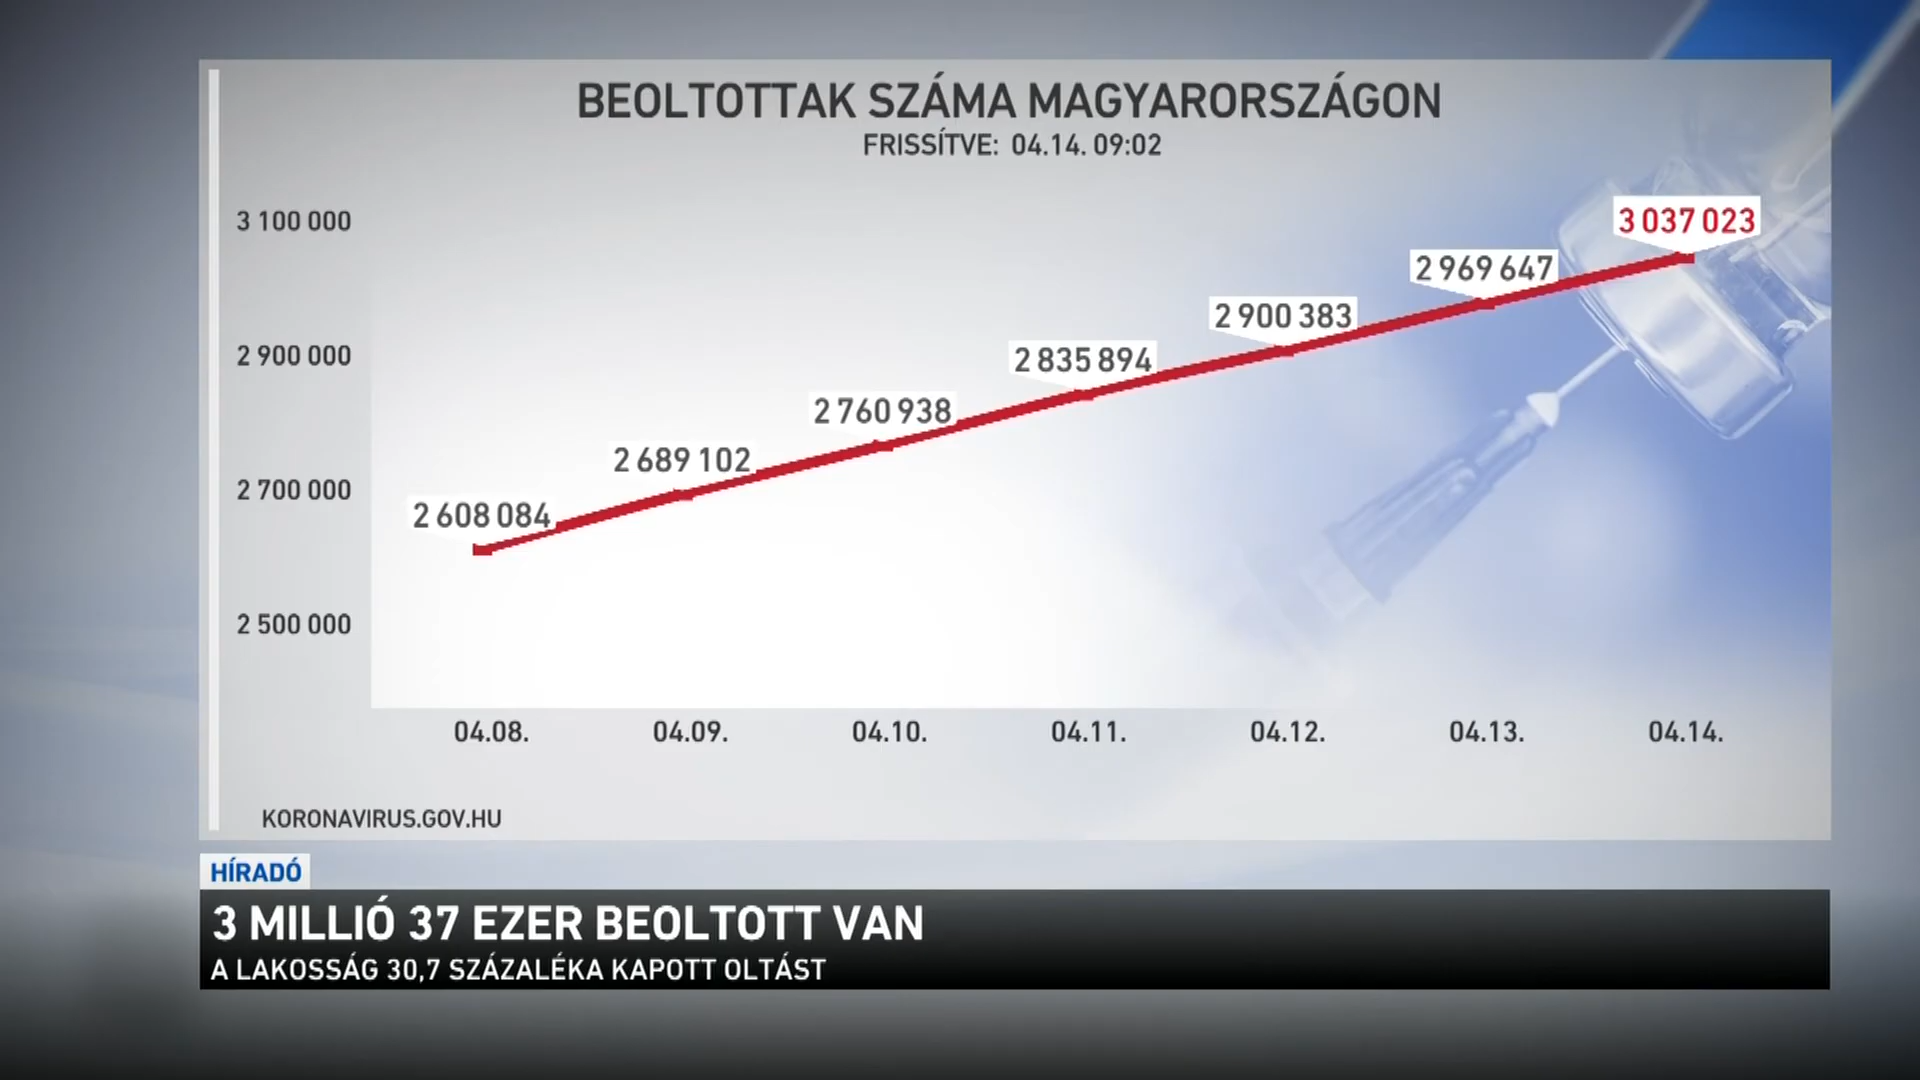 BEOLTOTTAK SZÁMA MAGYARORSZÁGON
FRISSÍTVE: 04.14. 09:02
3 100 000
2 900 000
2 700 000
2 500 000
2 608 084
2 689 102
2 760 938
2 835 894
2 900 383
2 969 647
3 037 023
04.08. 04.09. 04.10. 04.11. 04.12. 04.13. 04.14.
KORONAVIRUS.GOV.HU
HÍRADÓ
3 MILLIÓ 37 EZER BEOLTOTT VAN
A LAKOSSÁG 30,7 SZÁZALÉKA KAPOTT OLTÁST